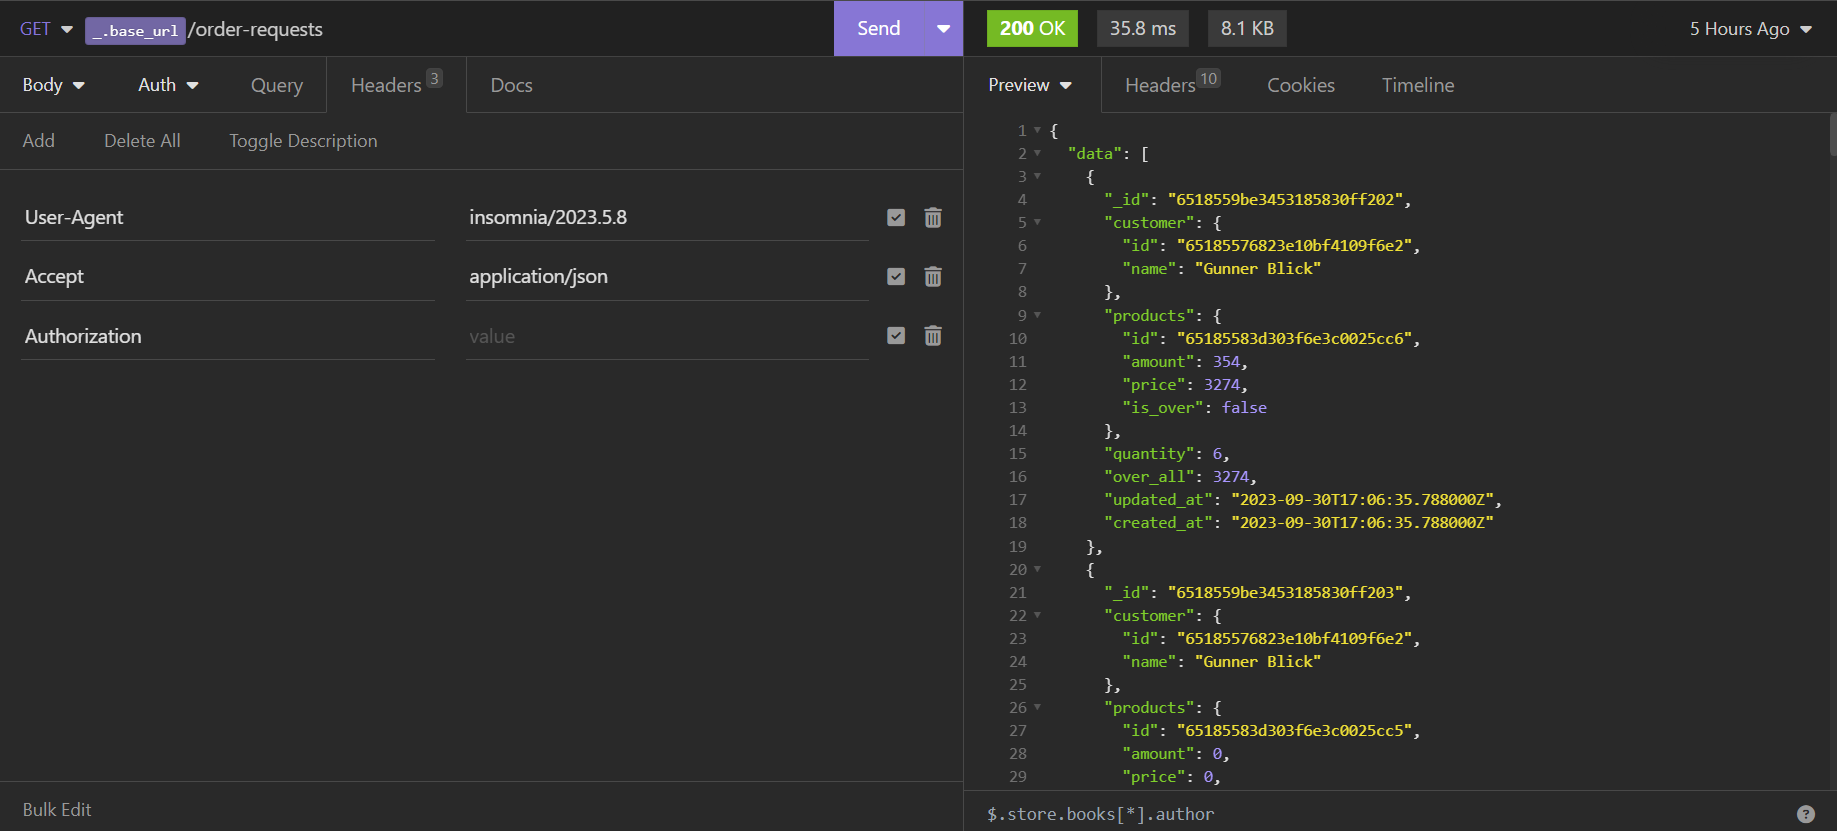 GET _.base_url/order-requests Send
Body Auth Query Headers 3 Docs
Add Delete All Toggle Description
User-Agent insomnia/2023.5.8
Accept application/json
Authorization value
Bulk Edit
200 OK 35.8 ms 8.1 KB 5 Hours Ago
Preview Headers 10 Cookies Timeline
1 {
2 "data": [
3 {
4 "_id": "6518559be3453185830ff202",
5 "customer": {
6 "id": "65185576823e10bf4109f6e2",
7 "name": "Gunner Blick"
8 },
9 "products": {
10 "id": "65185583d303f6e3c0025cc6",
11 "amount": 354,
12 "price": 3274,
13 "is_over": false
14 },
15 "quantity": 6,
16 "over_all": 3274,
17 "updated_at": "2023-09-30T17:06:35.788000Z",
18 "created_at": "2023-09-30T17:06:35.788000Z"
19 },
20 {
21 "_id": "6518559be3453185830ff203",
22 "customer": {
23 "id": "65185576823e10bf4109f6e2",
24 "name": "Gunner Blick"
25 },
26 "products": {
27 "id": "65185583d303f6e3c0025cc5",
28 "amount": 0,
29 "price": 0,
$.store.books[*].author ?